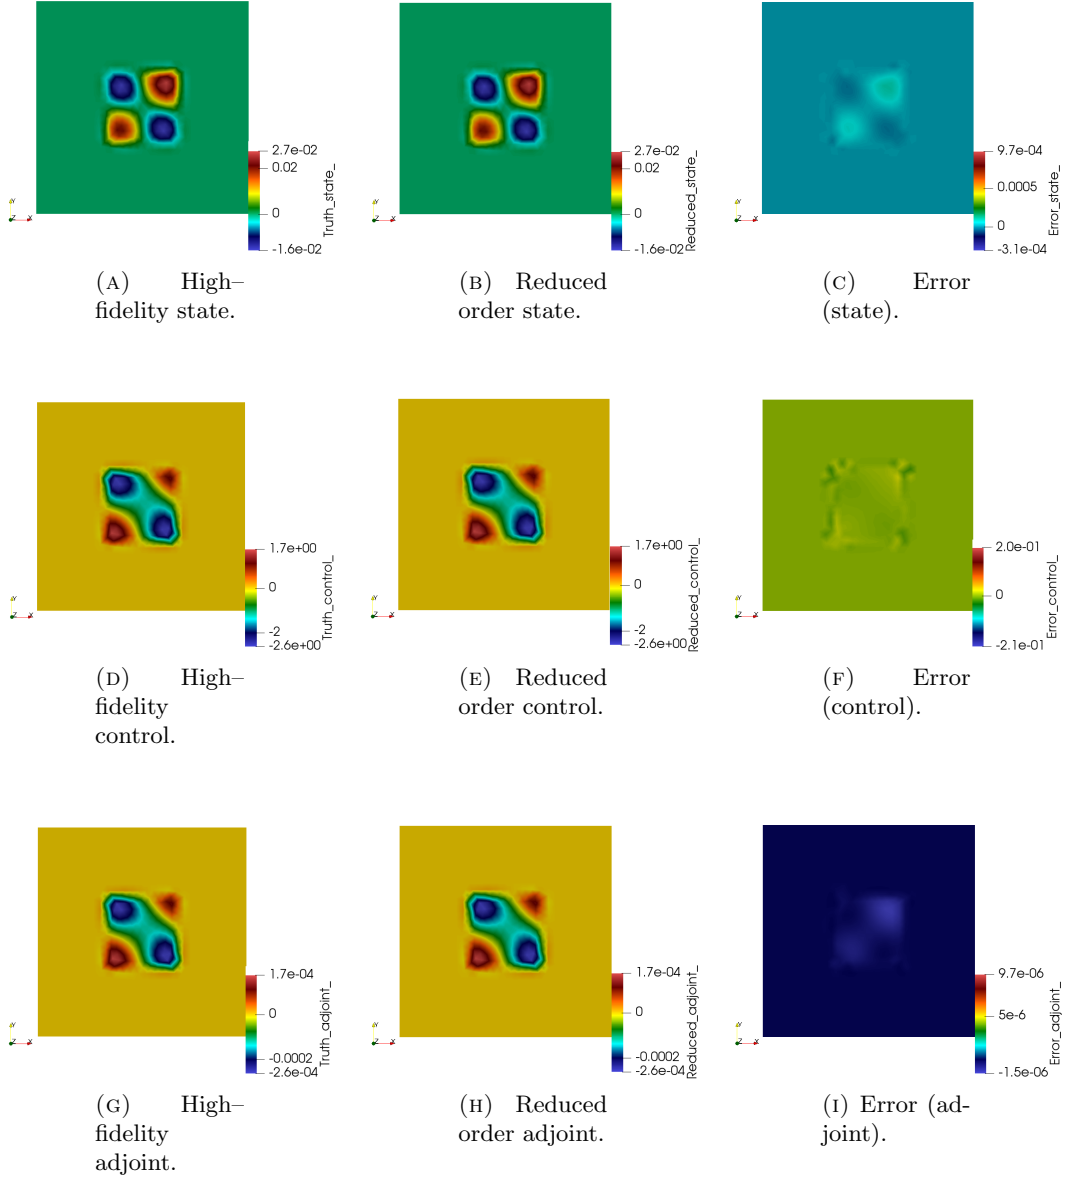 2.7e-02
0.02
0
-1.6e-02
Truth_state_
Y
Z X
2.7e-02
0.02
0
-1.6e-02
Reduced_state_
Y
Z X
9.7e-04
0.0005
0
-3.1e-04
Error_state_
Y
Z X
(A) High–
fidelity state.
(B) Reduced
order state.
(C) Error
(state).
1.7e+00
0
-2
-2.6e+00
Truth_control_
Y
Z X
1.7e+00
0
-2
-2.6e+00
Reduced_control_
Y
Z X
2.0e-01
0
-2.1e-01
Error_control_
Y
Z X
(D) High–
fidelity
control.
(E) Reduced
order control.
(F) Error
(control).
1.7e-04
0
-0.0002
-2.6e-04
Truth_adjoint_
Y
Z X
1.7e-04
0
-0.0002
-2.6e-04
Reduced_adjoint_
Y
Z X
9.7e-06
5e-6
-1.5e-06
Error_adjoint_
Y
Z X
(G) High–
fidelity
adjoint.
(H) Reduced
order adjoint.
(I) Error (ad-
joint).